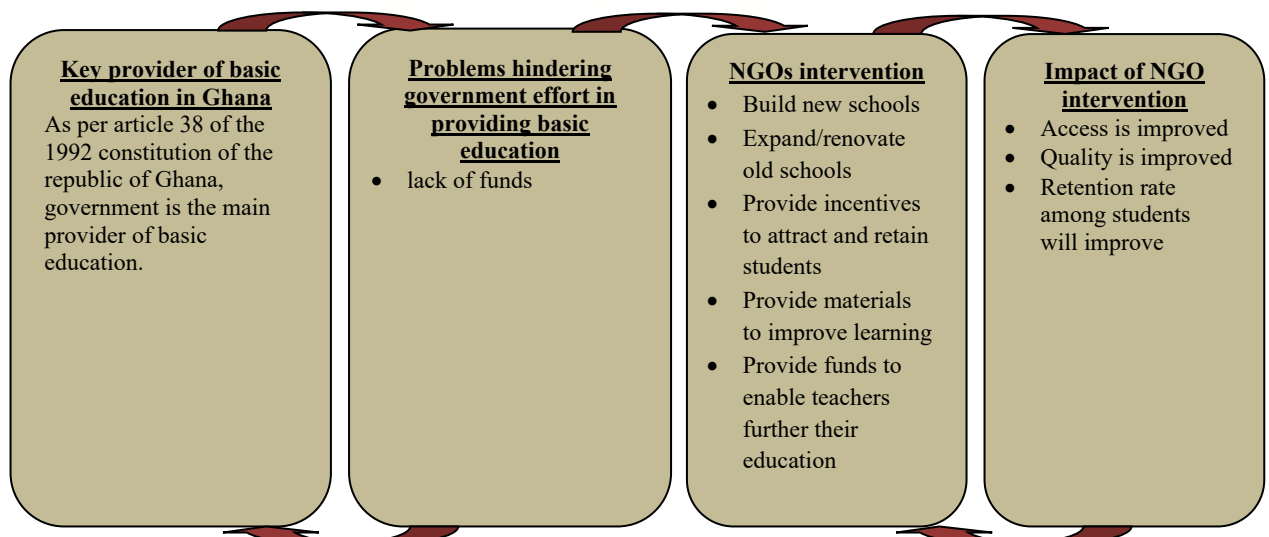 Key provider of basic
education in Ghana
As per article 38 of the
1992 constitution of the
republic of Ghana,
government is the main
provider of basic
education.
Problems hindering
government effort in
providing basic
education
• lack of funds
NGOs intervention
• Build new schools
• Expand/renovate
old schools
• Provide incentives
to attract and retain
students
• Provide materials
to improve learning
• Provide funds to
enable teachers
further their
education
Impact of NGO
intervention
• Access is improved
• Quality is improved
• Retention rate
among students
will improve